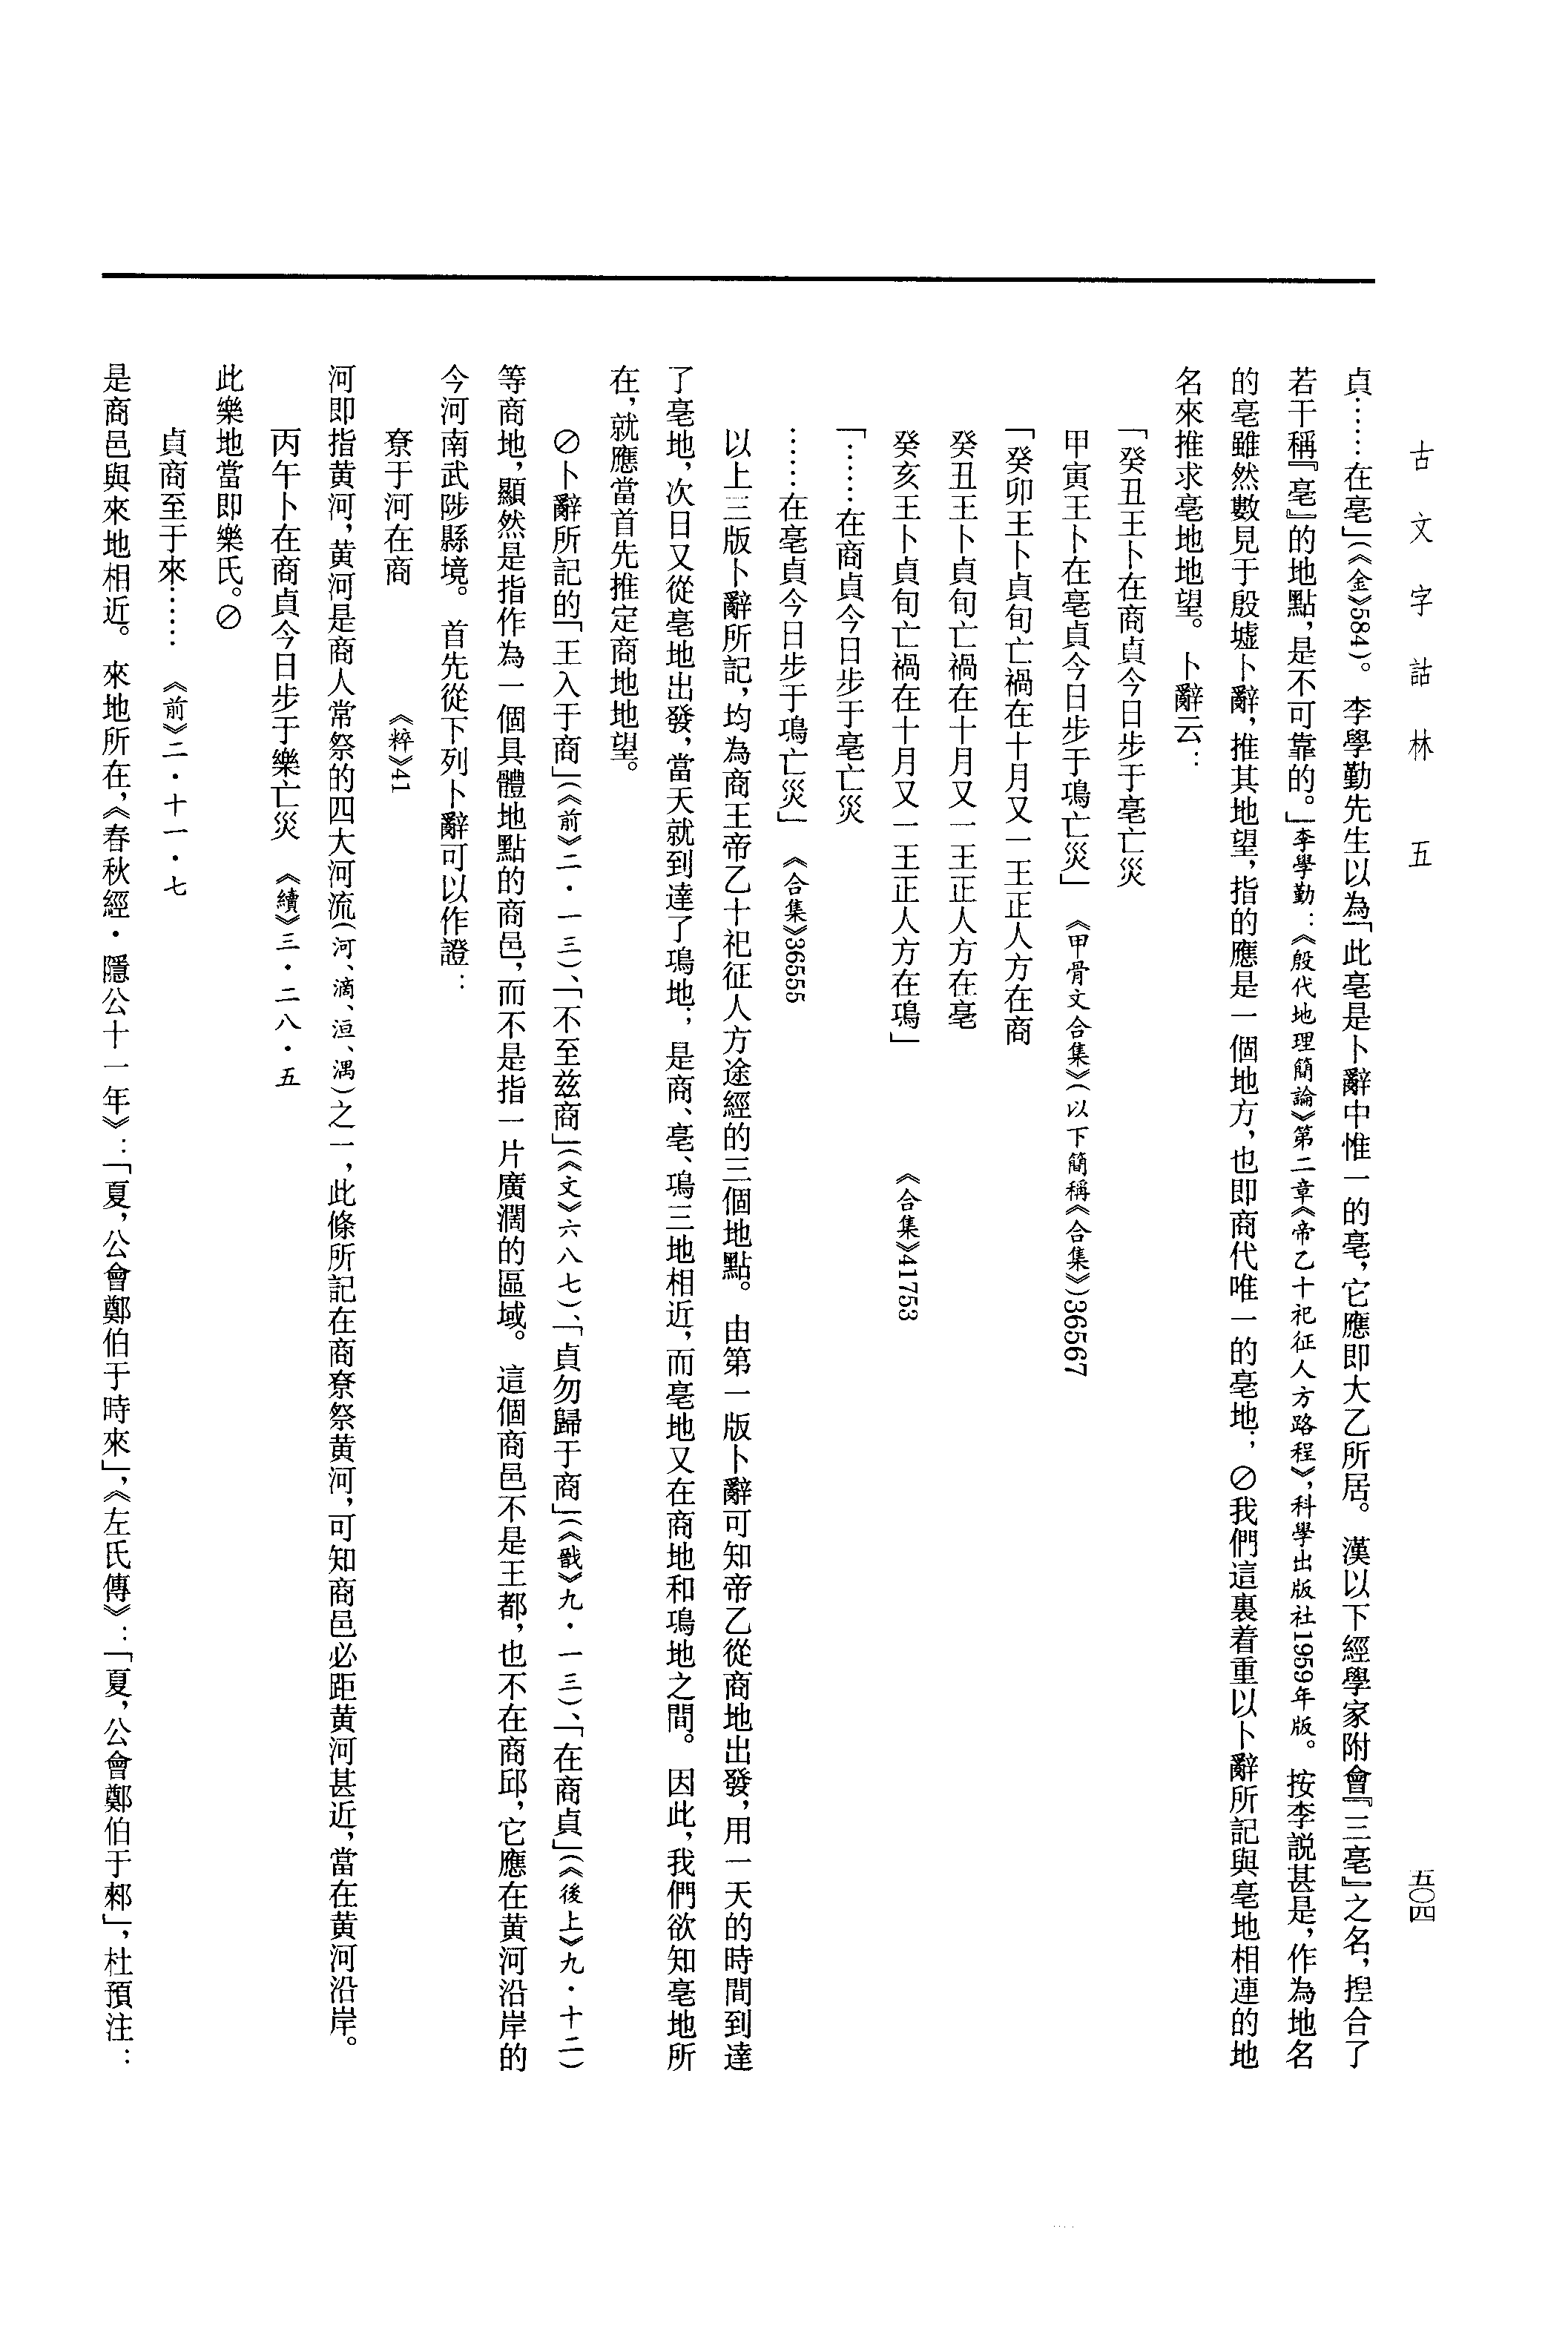 古文字詁林 五
五〇四
貞……在亳」(《金》584)。 李學勤先生以為「此亳是卜辭中惟一的亳,它應即大乙所居。 漢以下經學家附會『三亳』之名,揑合了
若干稱『亳』的地點,是不可靠的。」李學勤:《殷代地理簡論》第二章《帝乙十祀征人方路程》,科學出版社1959年版。 按李説甚是,作為地名
的亳雖然數見于殷墟卜辭,推其地望,指的應是一個地方,也即商代唯一的亳地;⊘我們這裏着重以卜辭所記與亳地相連的地
名來推求亳地地望。 卜辭云:
「癸丑王卜在商貞今日步于亳亡災
甲寅王卜在亳貞今日步于鳿亡災」 《甲骨文合集》(以下簡稱《合集》)36567
「癸卯王卜貞旬亡禍在十月又一王正人方在商
癸丑王卜貞旬亡禍在十月又一王正人方在亳
癸亥王卜貞旬亡禍在十月又一王正人方在鳿」 《合集》41753
「……在商貞今日步于亳亡災
……在亳貞今日步于鳿亡災」 《合集》36555
以上三版卜辭所記,均為商王帝乙十祀征人方途經的三個地點。 由第一版卜辭可知帝乙從商地出發,用一天的時間到達
了亳地,次日又從亳地出發,當天就到達了鳿地;是商、亳、鳿三地相近,而亳地又在商地和鳿地之間。 因此,我們欲知亳地所
在,就應當首先推定商地地望。
⊘卜辭所記的「王入于商」(《前》二・一三)、「不至兹商」(《文》六八七)、「貞勿歸于商」(《戩》九・一三)、「在商貞」(《後上》九・十二)
等商地,顯然是指作為一個具體地點的商邑,而不是指一片廣濶的區域。 這個商邑不是王都,也不在商邱,它應在黄河沿岸的
今河南武陟縣境。 首先從下列卜辭可以作證:
尞于河在商 《粹》41
河即指黄河,黄河是商人常祭的四大河流(河、滴、洹、湡)之一,此條所記在商尞祭黄河,可知商邑必距黄河甚近,當在黄河沿岸。
丙午卜在商貞今日步于樂亡災 《續》三・二八・五
此樂地當即樂氏。⊘
貞商至于來…… 《前》二・十一・七
是商邑與來地相近。 來地所在,《春秋經・隱公十一年》:「夏,公會鄭伯于時來」,《左氏傳》:「夏,公會鄭伯于郲」,杜預注: